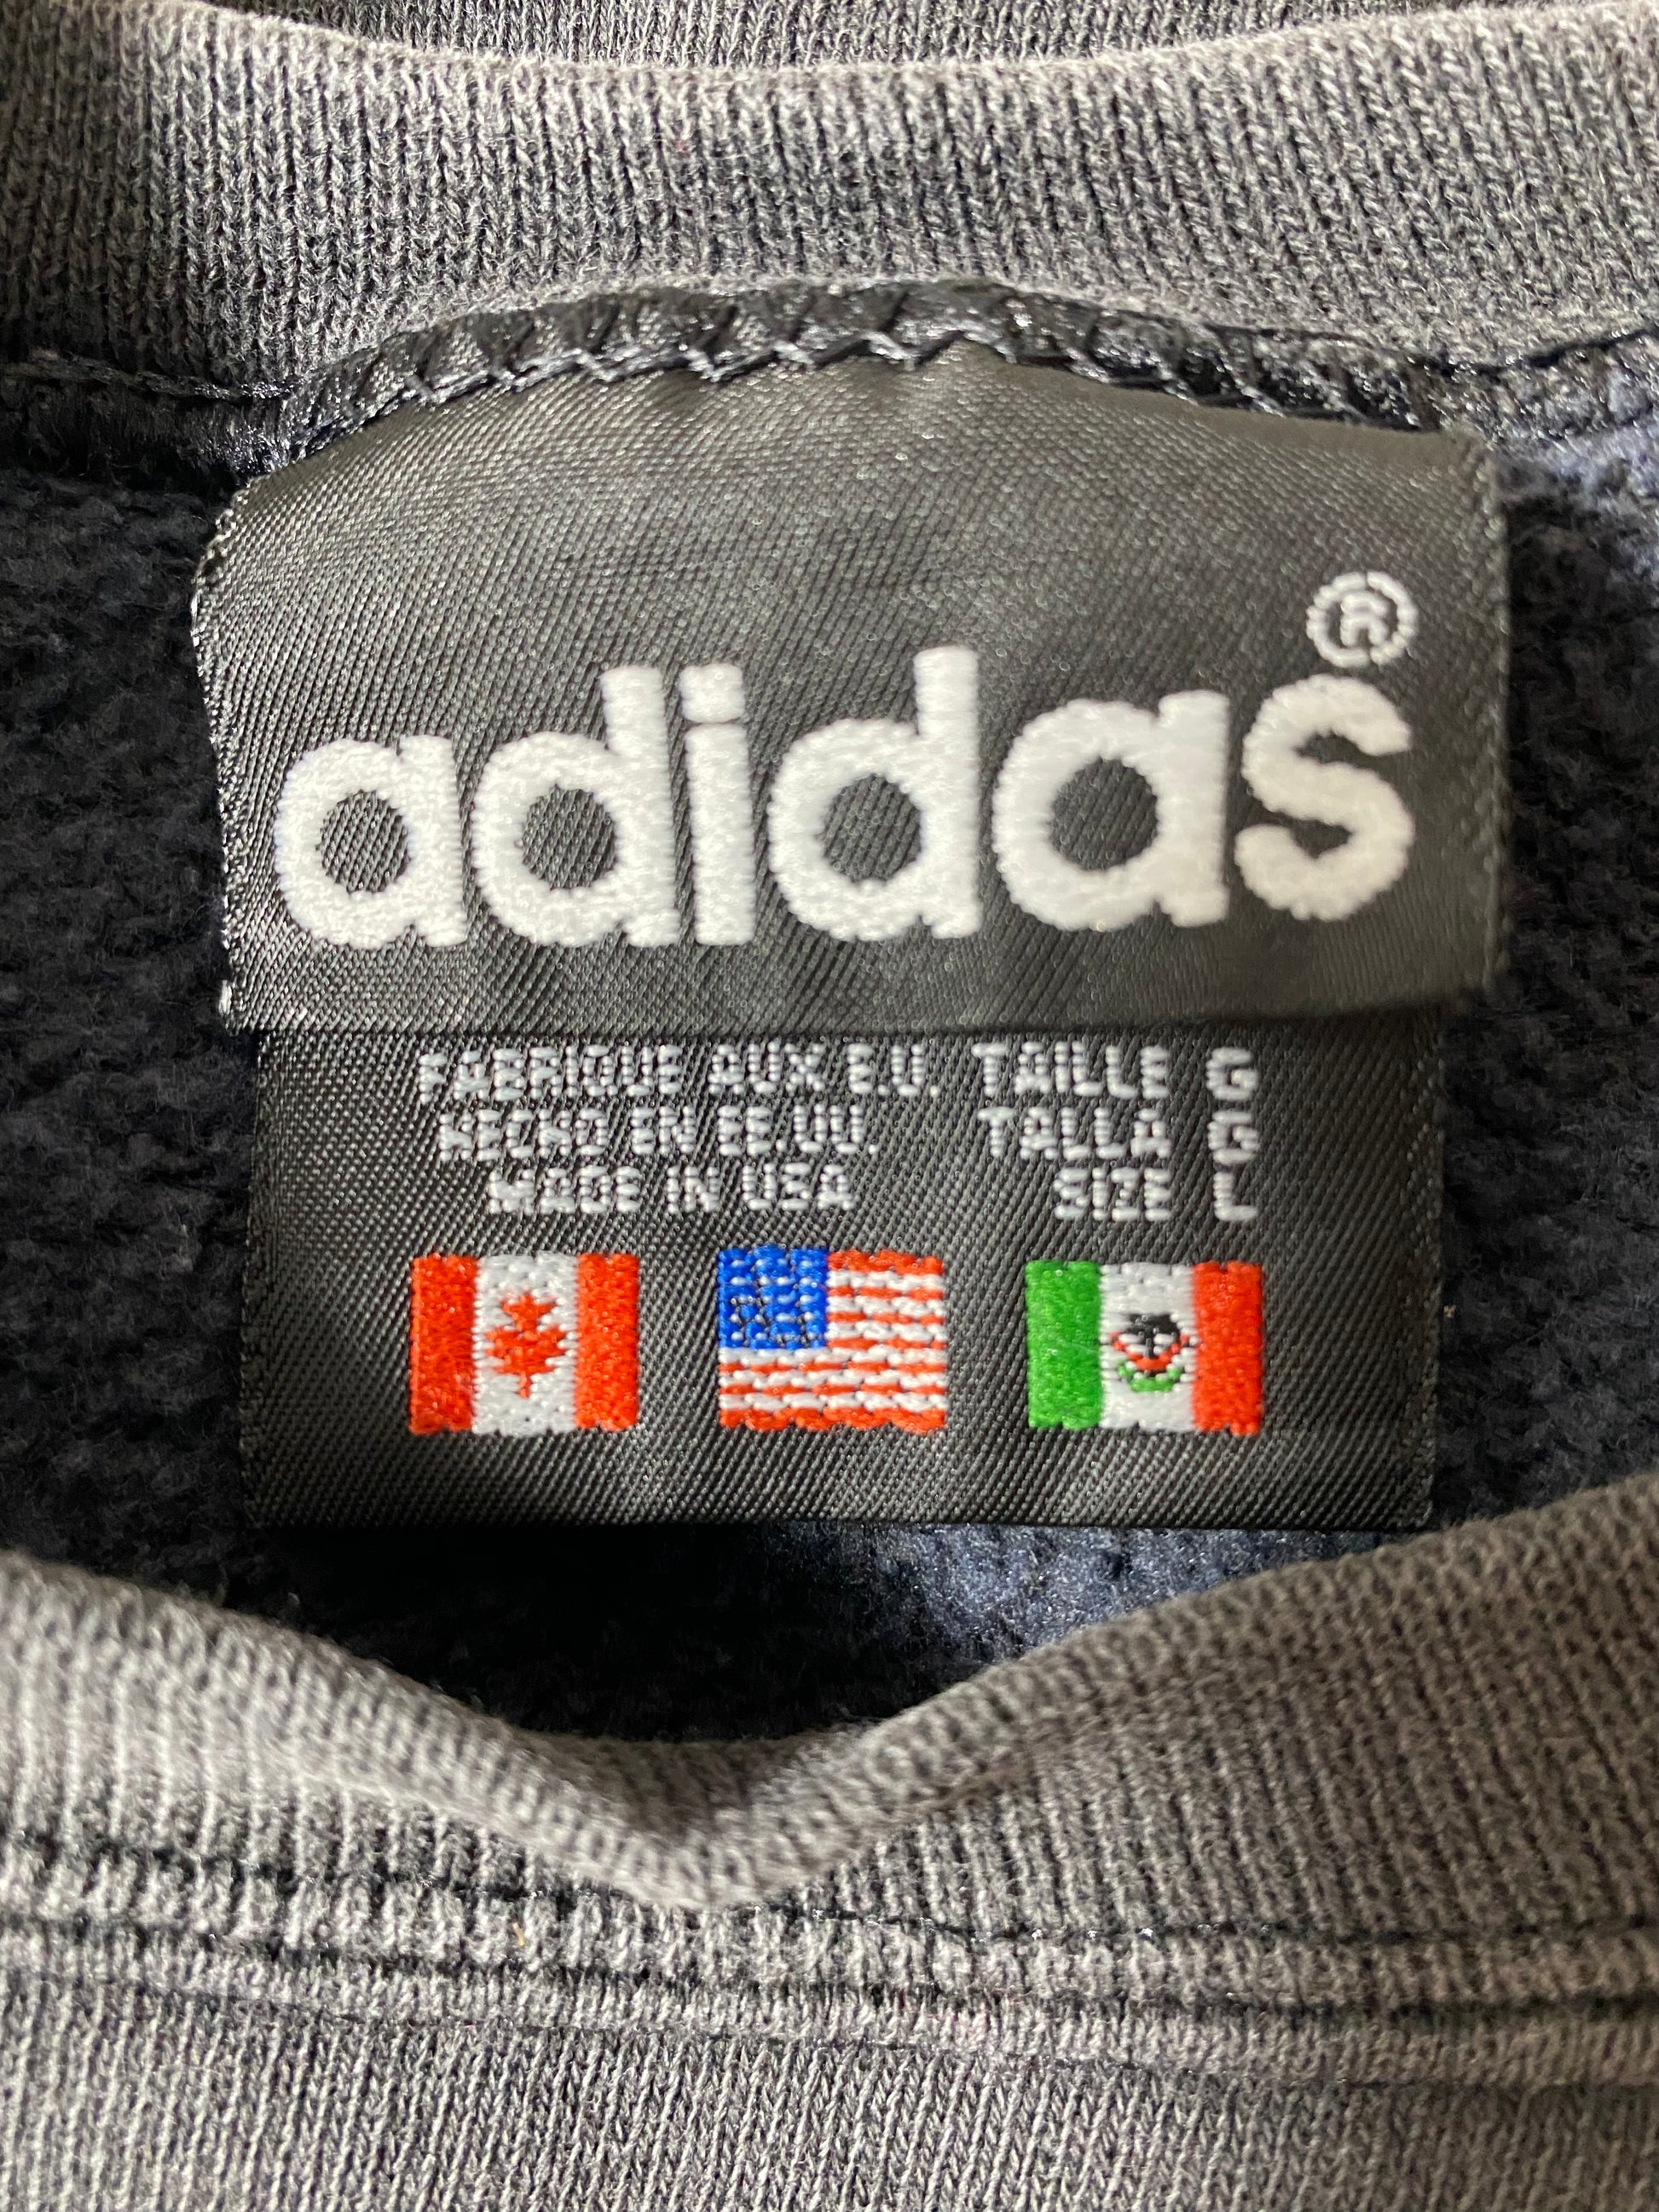 adidas®
FABRIQUE AUX E.U. TAILLE G
HECHO EN EE.UU. TALLA G
MADE IN USA SIZE L